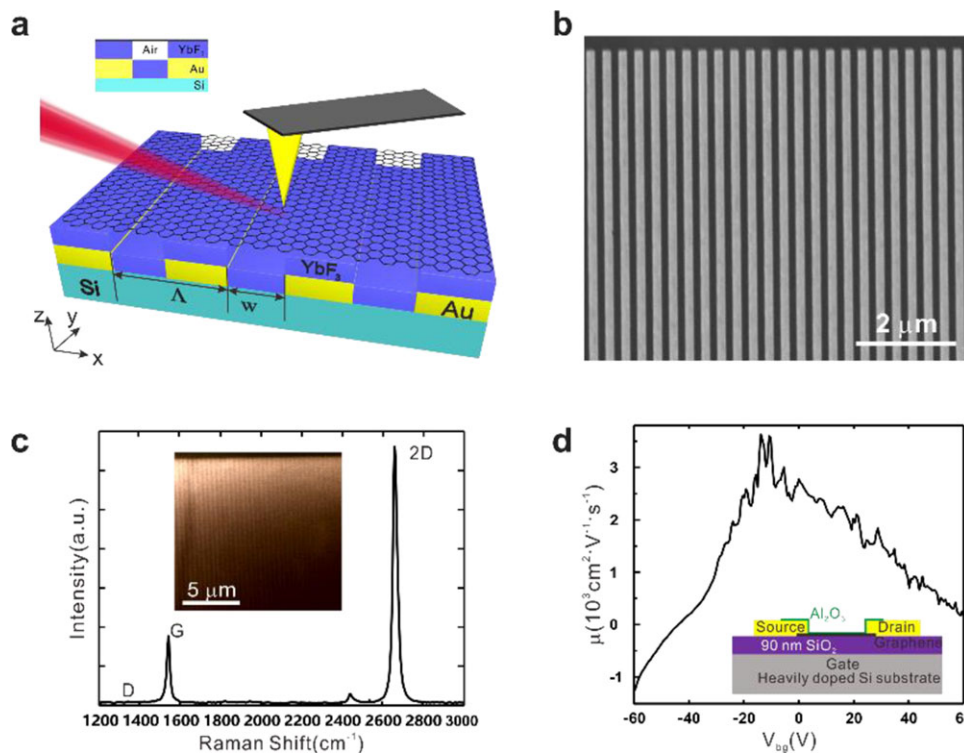 a
Air YbF₃
Au
Si
YbF₃
Si
Λ
w
Au
z
y
x
b
2 μm
c
Intensity(a.u.)
2D
5 μm
G
D
1200 1400 1600 1800 2000 2200 2400 2600 2800 3000
Raman Shift(cm⁻¹)
d
μ(10³cm²·V⁻¹·s⁻¹)
3
2
1
0
-1
Al₂O₃
Source Drain
Graphene
90 nm SiO₂
Gate
Heavily doped Si substrate
-60 -40 -20 0 20 40 60
V_bg(V)